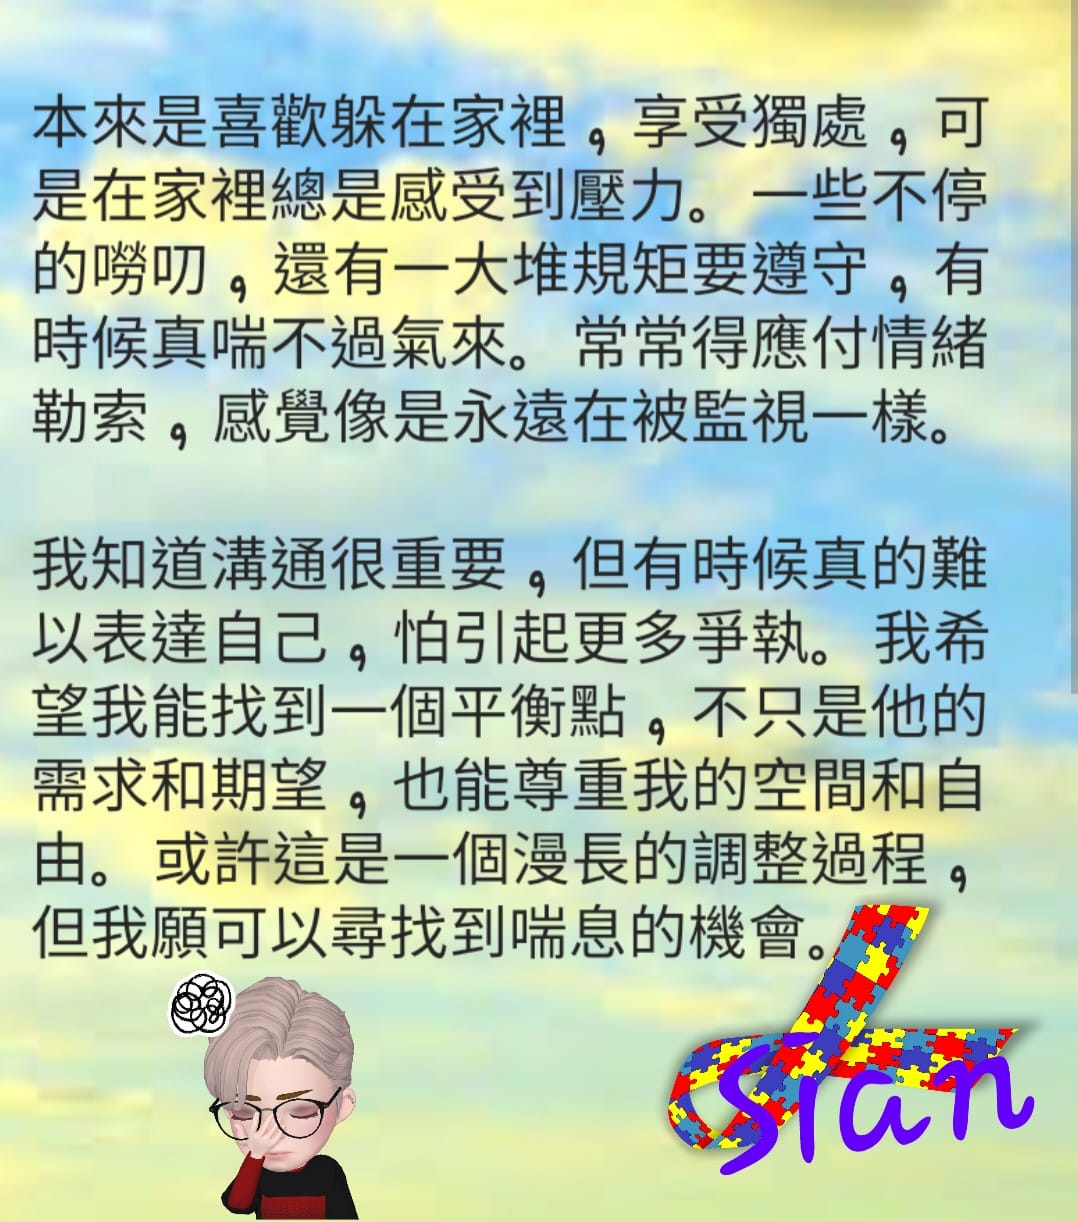 本來是喜歡躲在家裡，享受獨處，可
是在家裡總是感受到壓力。一些不停
的嘮叨，還有一大堆規矩要遵守，有
時候真喘不過氣來。 常常得應付情緒
勒索，感覺像是永遠在被監視一樣。
我知道溝通很重要，但有時候真的難
以表達自己，怕引起更多爭執。 我希
望我能找到一個平衡點，不只是他的
需求和期望，也能尊重我的空間和自
由。 或許這是一個漫長的調整過程，
但我願可以尋找到喘息的機會。
sian